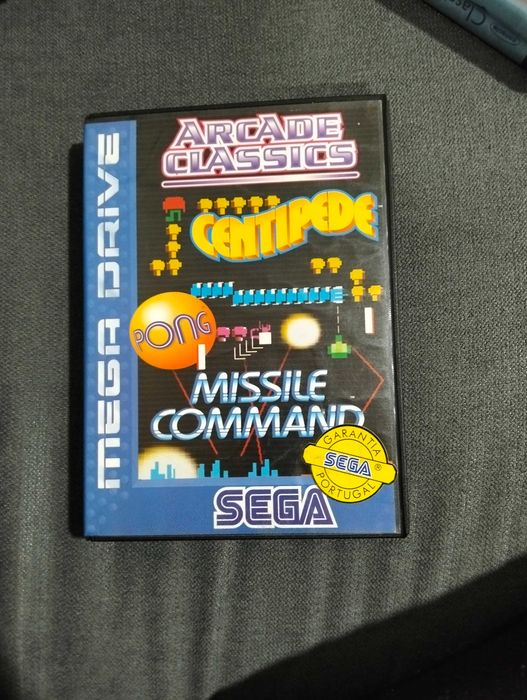 ARCADE
CLASSICS
CENTIPEDE
MEGA DRIVE
PONG
MISSILE
COMMAND
GARANTIA
SEGA ®
PORTUGAL
SEGA